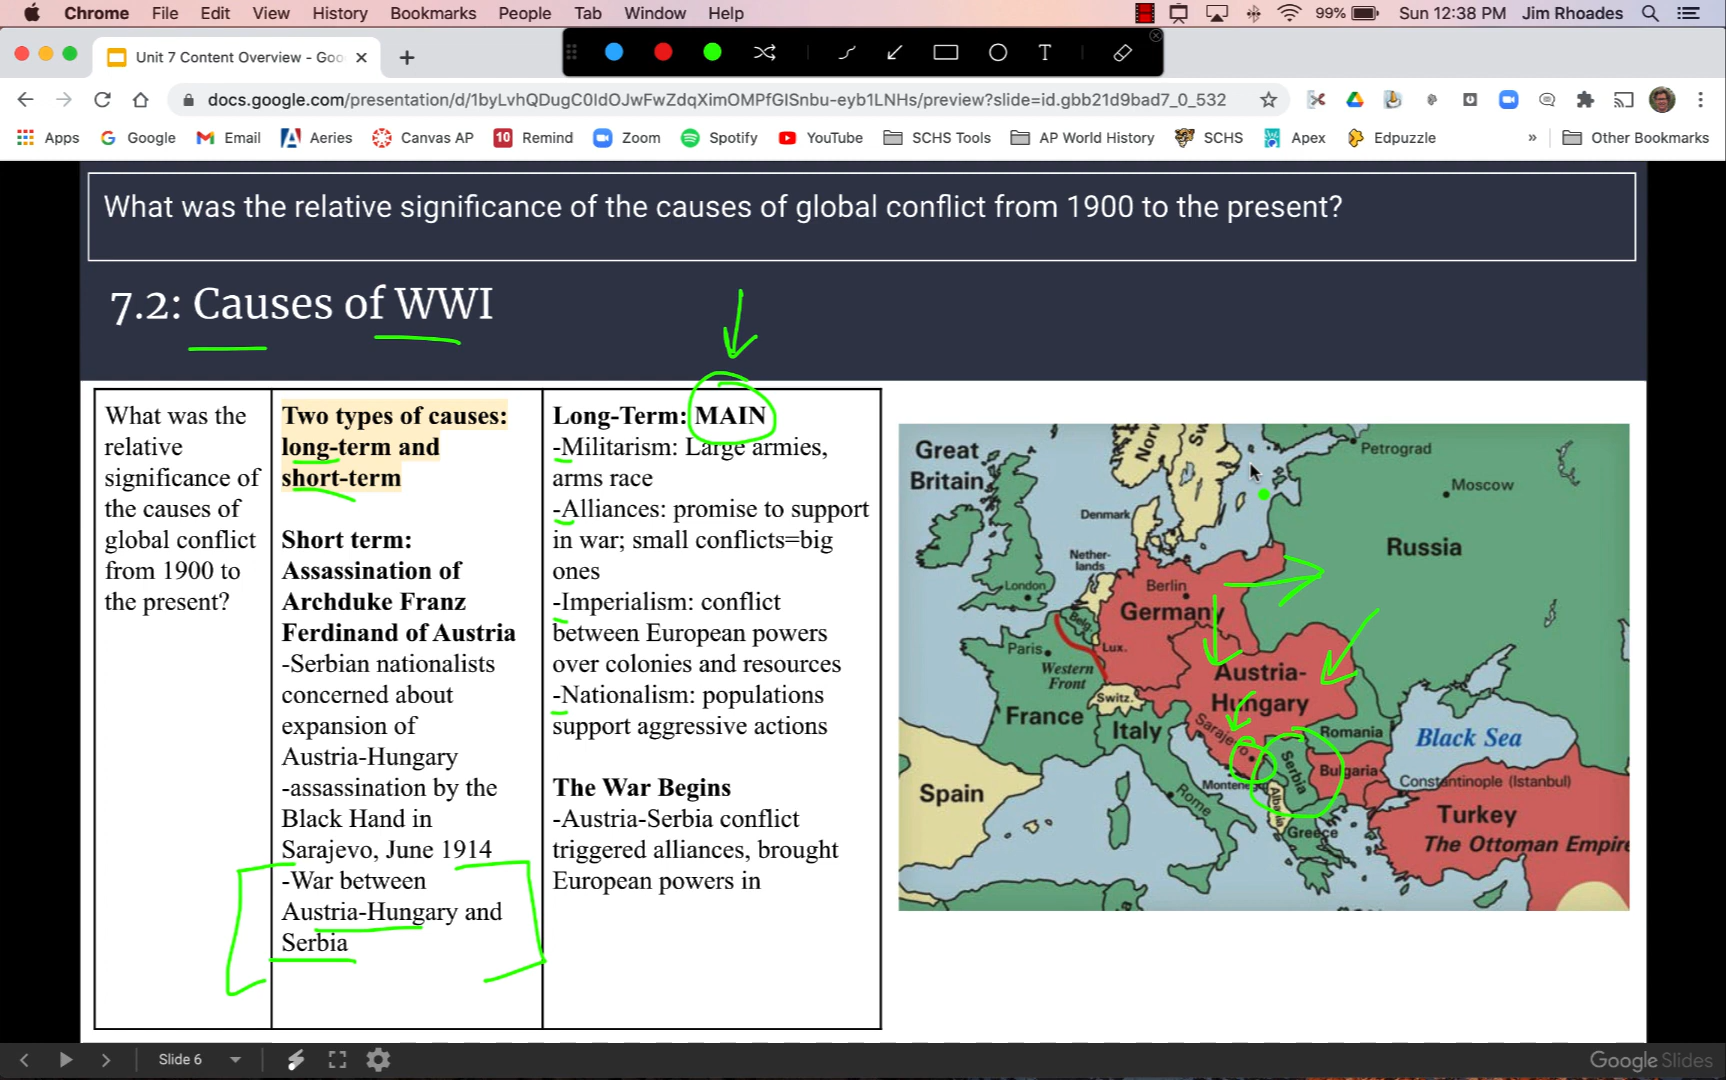 Chrome File Edit View History Bookmarks People Tab Window Help 99% Sun 12:38 PM Jim Rhoades
Unit 7 Content Overview - Goo
T
docs.google.com/presentation/d/1byLvhQDugC0IdOJwFwZdqXimOMPfGISnbu-eyb1LNHs/preview?slide=id.gbb21d9bad7_0_532
Apps Google Email Aeries Canvas AP 10 Remind Zoom Spotify YouTube SCHS Tools AP World History SCHS Apex Edpuzzle » Other Bookmarks
What was the relative significance of the causes of global conflict from 1900 to the present?
7.2: Causes of WWI
What was the
relative
significance of
the causes of
global conflict
from 1900 to
the present?
Two types of causes:
long-term and
short-term
Short term:
Assassination of
Archduke Franz
Ferdinand of Austria
-Serbian nationalists
concerned about
expansion of
Austria-Hungary
-assassination by the
Black Hand in
Sarajevo, June 1914
-War between
Austria-Hungary and
Serbia
Long-Term: MAIN
-Militarism: Large armies,
arms race
-Alliances: promise to support
in war; small conflicts=big
ones
-Imperialism: conflict
between European powers
over colonies and resources
-Nationalism: populations
support aggressive actions
The War Begins
-Austria-Serbia conflict
triggered alliances, brought
European powers in
Great
Britain
Norw
Sw
Petrograd
Moscow
Denmark
Russia
Nether-
lands
London
Berlin
Germany
Belg.
Paris
Lux.
Western
Front
Austria-
Hungary
Switz.
France
Italy
Sarajevo
Romania
Black Sea
Serbia
Bulgaria
Constantinople (Istanbul)
Spain
Rome
Montenegro
Albania
Greece
Turkey
The Ottoman Empire
Slide 6
Google Slides